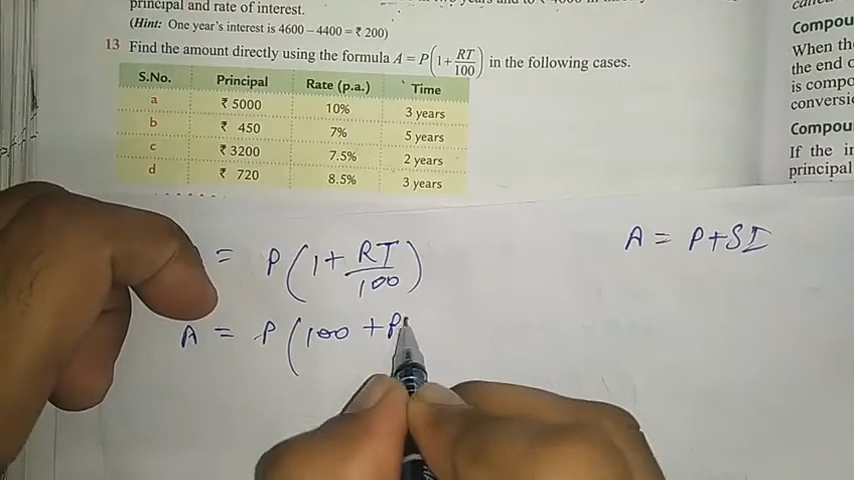 principal and rate of interest.
(Hint: One year's interest is 4600 – 4400 = ₹ 200)
13 Find the amount directly using the formula A = P(1 + RT/100) in the following cases.
S.No. Principal Rate (p.a.) Time
a ₹ 5000 10% 3 years
b ₹ 450 7% 5 years
c ₹ 3200 7.5% 2 years
d ₹ 720 8.5% 3 years
Compou
When the
the end o
is compo
conversi
Compou
If the in
principal
= P(1 + RT/100)
A = P + SI
A = P(100 + P